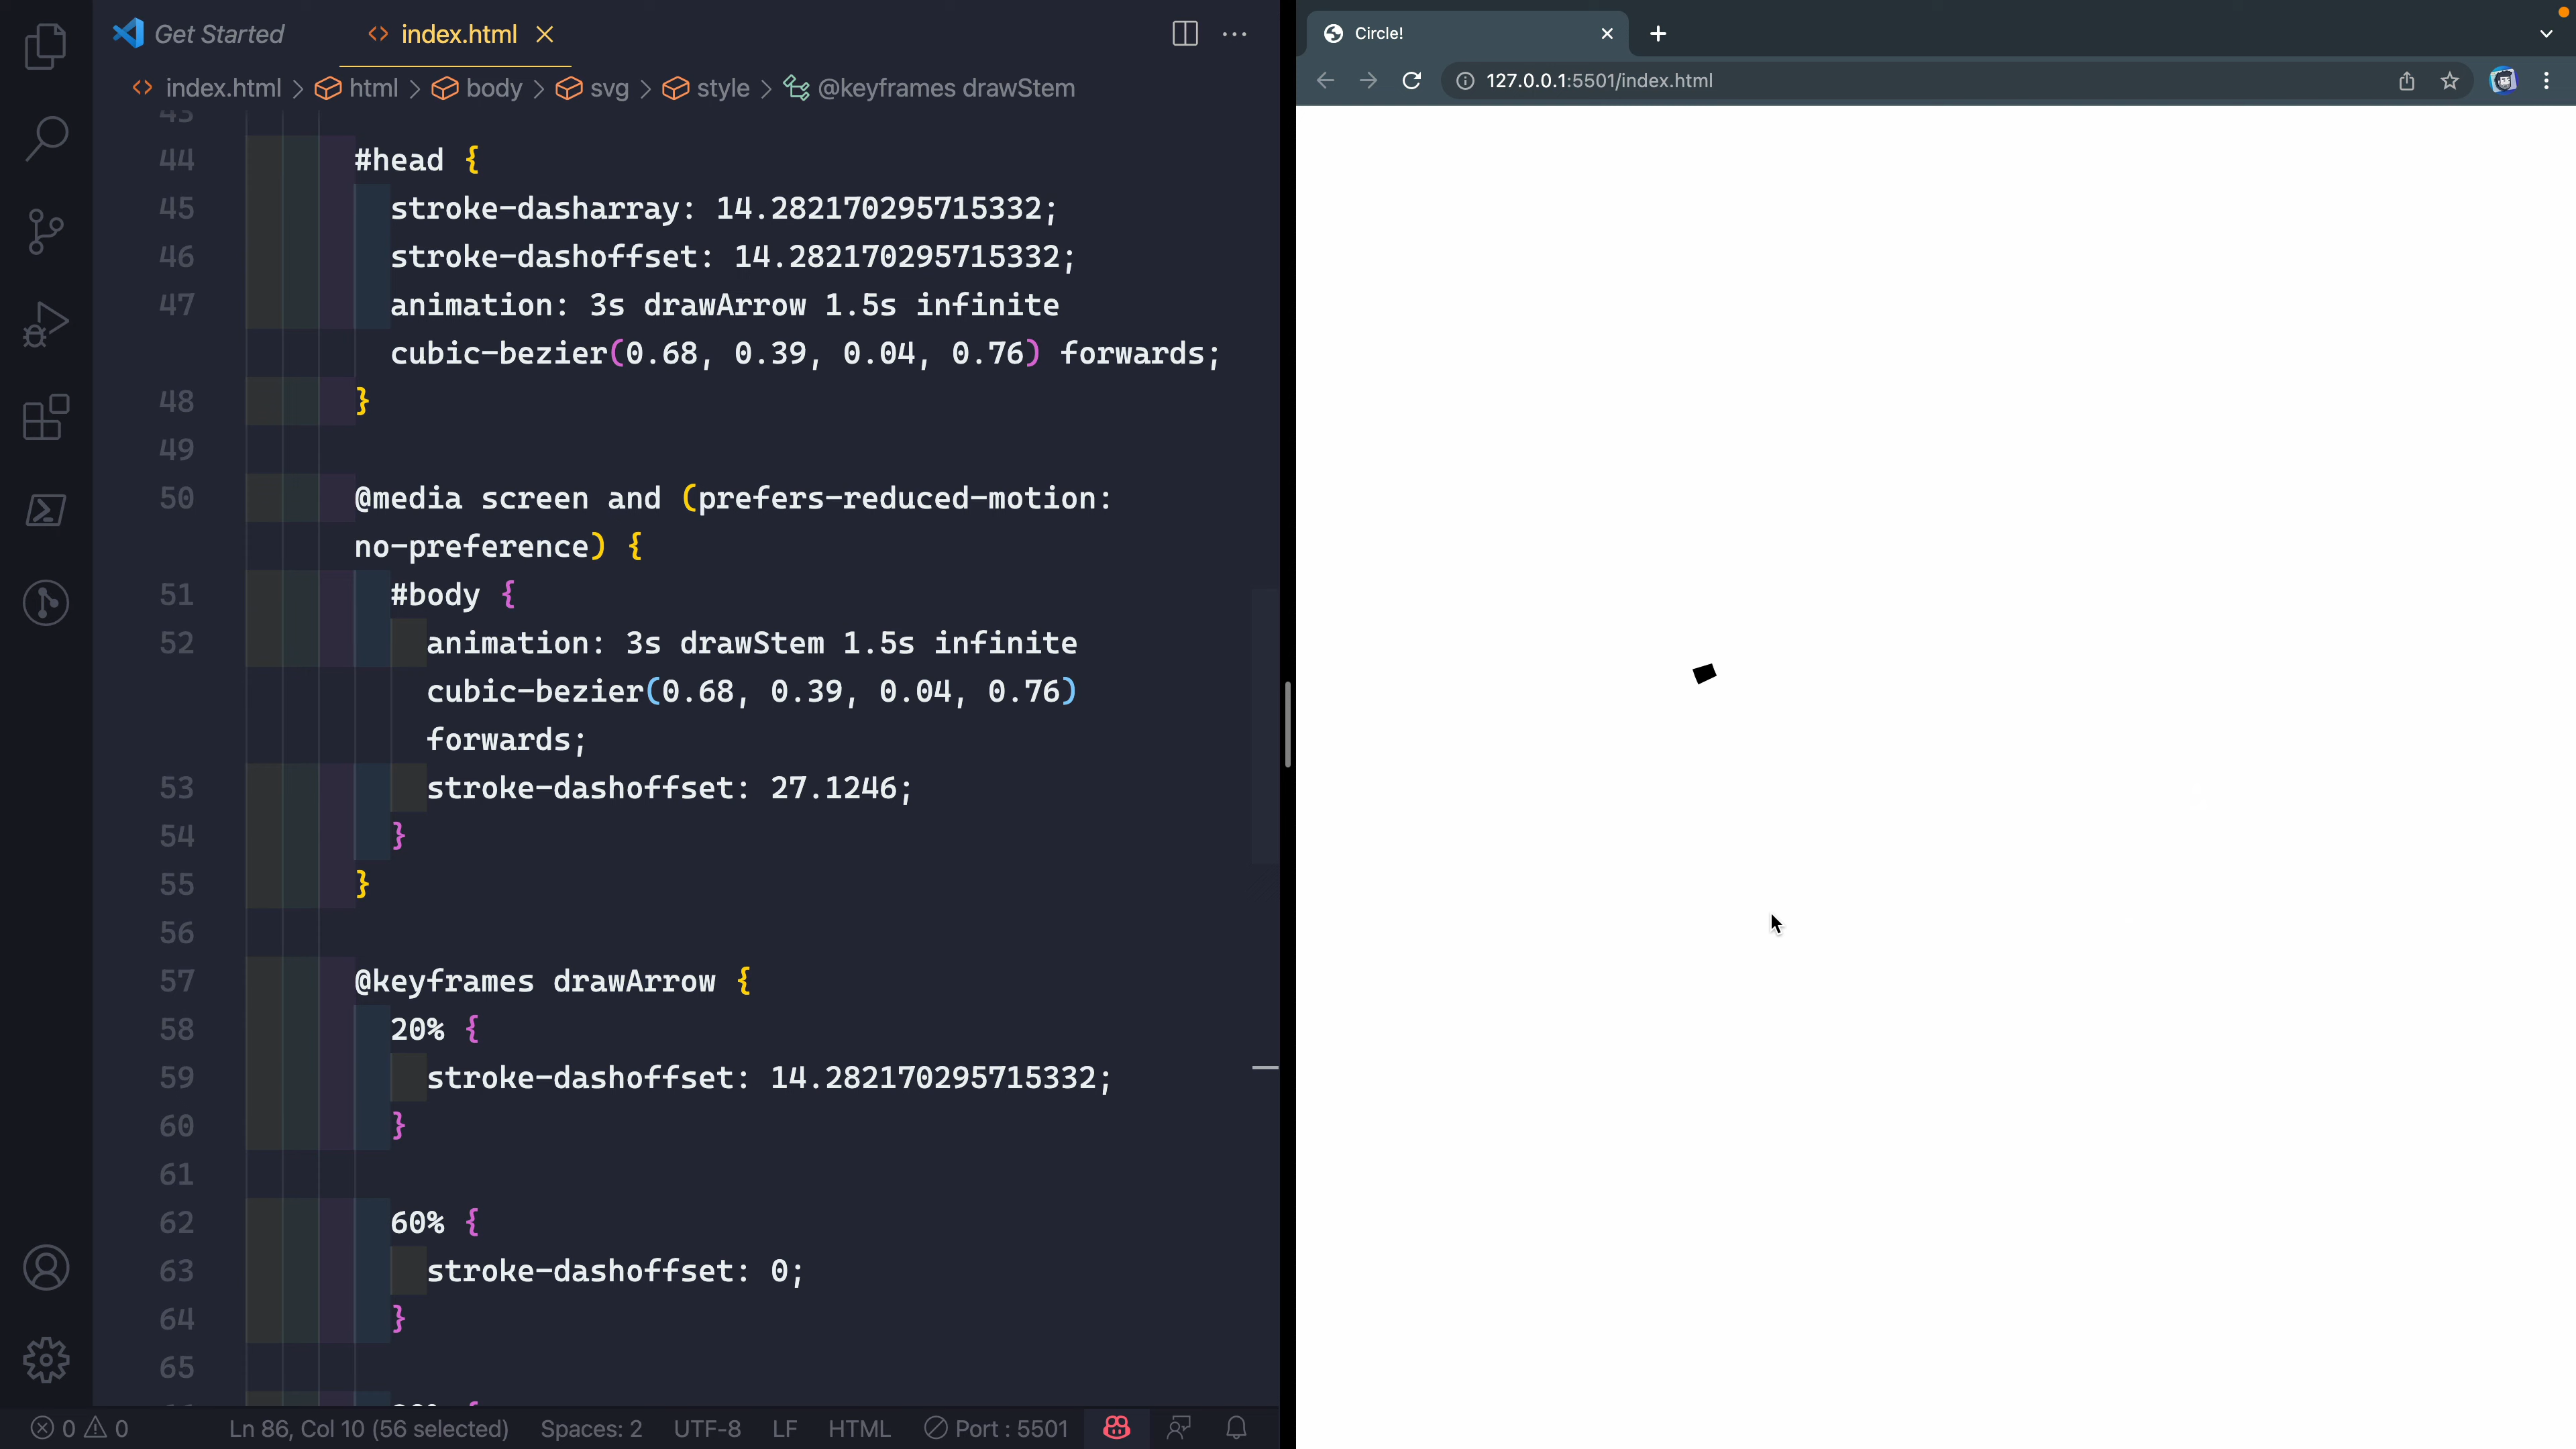 Get Started
index.html
index.html > html > body > svg > style > @keyframes drawStem
43
44 #head {
45 stroke-dasharray: 14.282170295715332;
46 stroke-dashoffset: 14.282170295715332;
47 animation: 3s drawArrow 1.5s infinite
cubic-bezier(0.68, 0.39, 0.04, 0.76) forwards;
48 }
49
50 @media screen and (prefers-reduced-motion:
no-preference) {
51 #body {
52 animation: 3s drawStem 1.5s infinite
cubic-bezier(0.68, 0.39, 0.04, 0.76)
forwards;
53 stroke-dashoffset: 27.1246;
54 }
55 }
56
57 @keyframes drawArrow {
58 20% {
59 stroke-dashoffset: 14.282170295715332;
60 }
61
62 60% {
63 stroke-dashoffset: 0;
64 }
65
0 0 Ln 86, Col 10 (56 selected) Spaces: 2 UTF-8 LF HTML Port : 5501
Circle!
127.0.0.1:5501/index.html